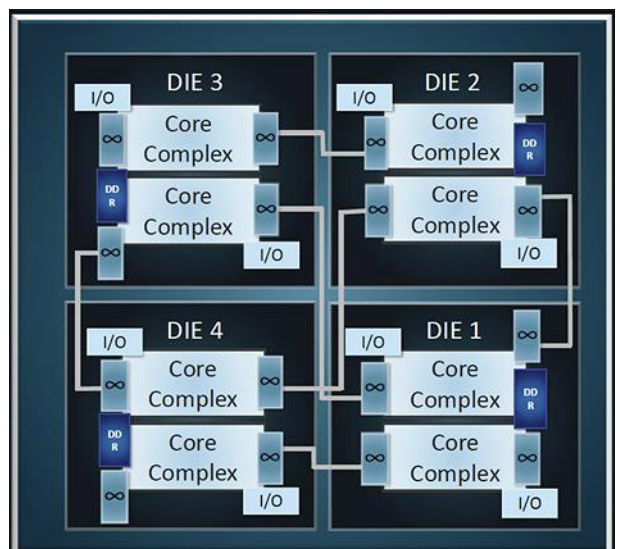 DIE 3
I/O
∞
Core
Complex
∞
DD
R
Core
Complex
∞
∞
I/O
DIE 2
∞
I/O
∞
Core
Complex
DD
R
∞
Core
Complex
∞
I/O
DIE 4
I/O
∞
Core
Complex
∞
DD
R
Core
Complex
∞
∞
I/O
DIE 1
∞
I/O
∞
Core
Complex
DD
R
∞
Core
Complex
I/O